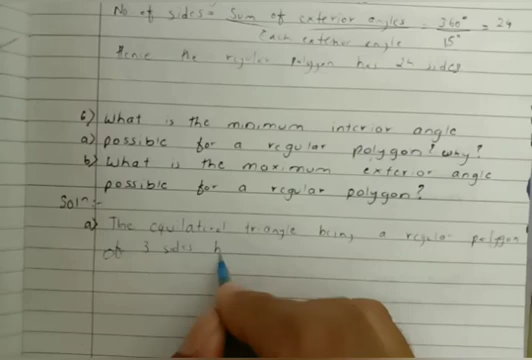 No of sides = Sum of exterior angles = 360° = 24
Each exterior angle 15°
Hence the regular polygon has 24 sides
6) What is the minimum interior angle
a) possible for a regular polygon? why?
b) What is the maximum exterior angle
possible for a regular polygon?
Soln:-
a) The equilateral triangle being a regular polygon
of 3 sides h